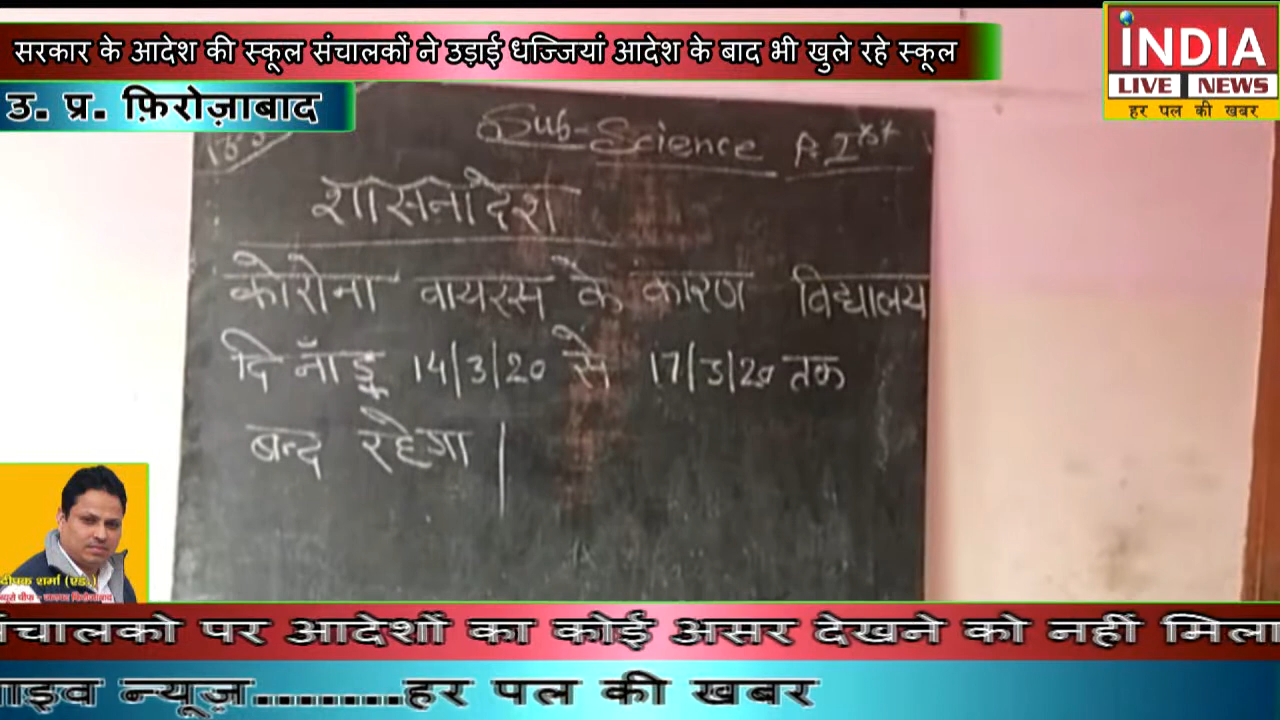 सरकार के आदेश की स्कूल संचालकों ने उड़ाई धज्जियां आदेश के बाद भी खुले रहे स्कूल
INDIA
LIVE NEWS
हर पल की खबर
उ. प्र. फ़िरोज़ाबाद
Sub- Science
शासनादेश
कोरोना वायरस के कारण विद्यालय
14/3/20 से 17/3/20 तक
बन्द रहेगा |
दीपक शर्मा (एड.)
ंचालको पर आदेशों का कोई असर देखने को नहीं मिला
ाइव न्यूज़........हर पल की खबर